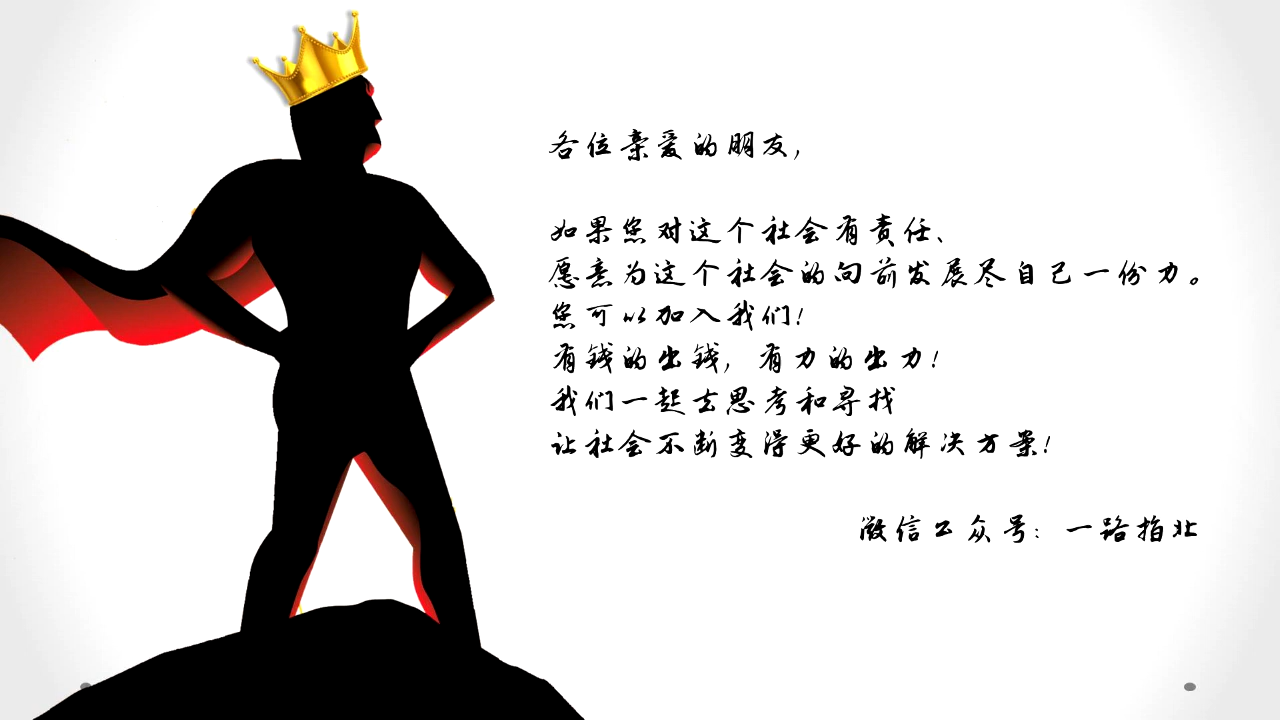 各位亲爱的朋友,
如果您对这个社会有责任、
愿意为这个社会的向前发展尽自己一份力。
您可以加入我们!
有钱的出钱, 有力的出力!
我们一起去思考和寻找
让社会不断变得更好的解决方案!
微信公众号: 一路指北